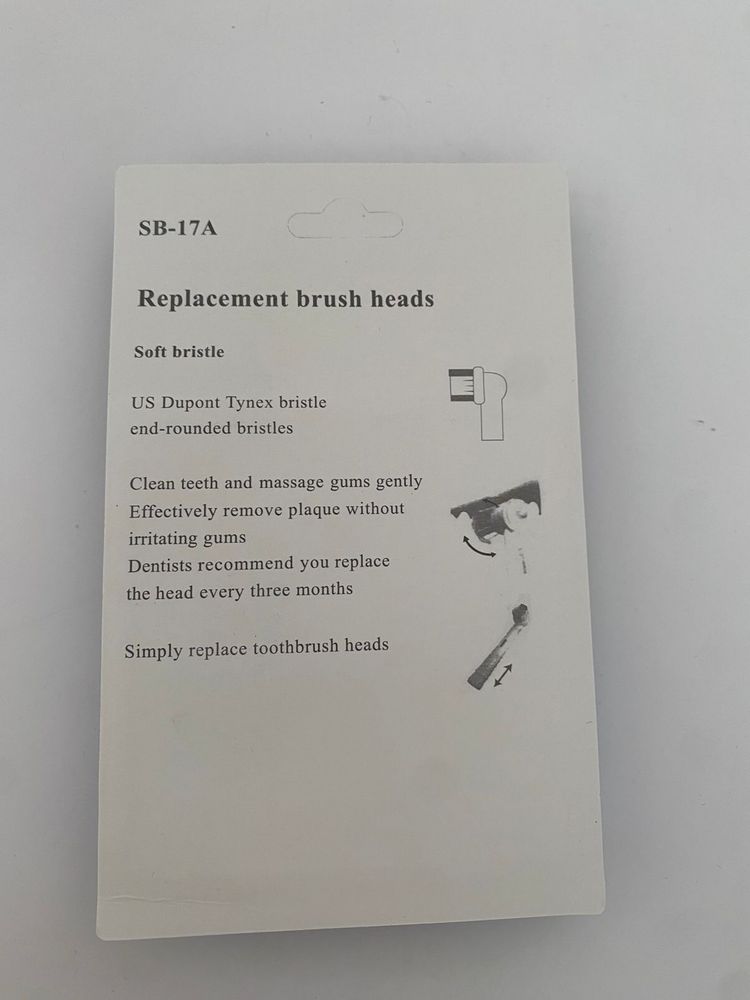 SB-17A
Replacement brush heads
Soft bristle
US Dupont Tynex bristle
end-rounded bristles
Clean teeth and massage gums gently
Effectively remove plaque without
irritating gums
Dentists recommend you replace
the head every three months
Simply replace toothbrush heads